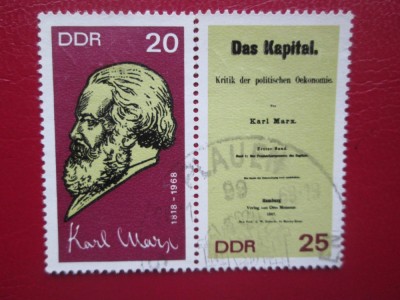 DDR 20
1818-1968
Karl Marx
Das Kapital.
Kritik der politischen Oekonomie.
Von
Karl Marx.
Erster Band.
Hamburg
Verlag von Otto Meissner.
1867.
DDR 25